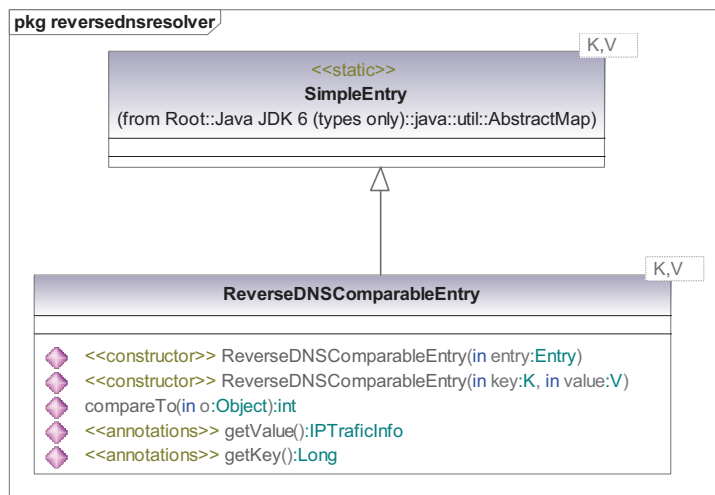 pkg reversednsresolver
K,V
<<static>>
SimpleEntry
(from Root::Java JDK 6 (types only)::java::util::AbstractMap)
K,V
ReverseDNSComparableEntry
<<constructor>> ReverseDNSComparableEntry(in entry:Entry)
<<constructor>> ReverseDNSComparableEntry(in key:K, in value:V)
compareTo(in o:Object):int
<<annotations>> getValue():IPTraficInfo
<<annotations>> getKey():Long